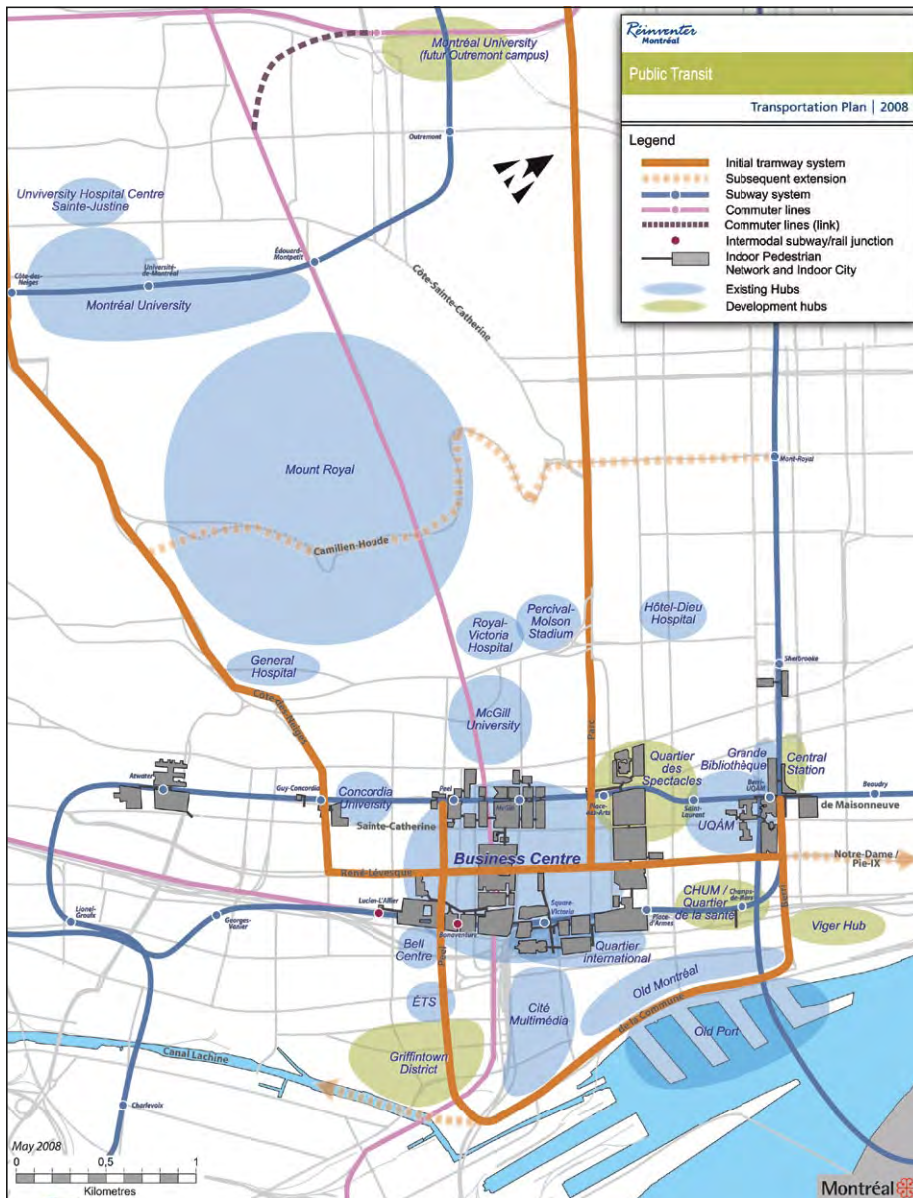 Réinventer
Montréal
Public Transit
Transportation Plan | 2008
Legend
Initial tramway system
Subsequent extension
Subway system
Commuter lines
Commuter lines (link)
Intermodal subway/rail junction
Indoor Pedestrian
Network and Indoor City
Existing Hubs
Development hubs
Montréal University
(futur Outremont campus)
Outremont
N
Unviversity Hospital Centre
Sainte-Justine
Côte-des-
Neiges
Université-
de-Montréal
Édouard-
Montpetit
Montréal University
Côte-Sainte-Catherine
Mount Royal
Mont-Royal
Camilien-Houde
Royal-
Victoria
Hospital
Percival-
Molson
Stadium
Hôtel-Dieu
Hospital
General
Hospital
Sherbrooke
Côte-des-Neiges
McGill
University
Parc
Quartier
des
Spectacles
Grande
Bibliothèque
Central
Station
Atwater
Guy-Concordia
Concordia
University
Peel
McGill
Place-
des-Arts
Saint-
Laurent
Berri-
UQÀM
Beaudry
de Maisonneuve
Sainte-Catherine
UQÀM
Business Centre
René-Lévesque
Notre-Dame /
Pie-IX
Lionel-
Groulx
Georges-
Vanier
Lucien-L'Allier
Bonaventure
Square-
Victoria
Place-
d'Armes
CHUM /
Quartier
de la santé
Champ-
de-Mars
Berri
Viger Hub
Bell
Centre
Peel
Quartier
international
Old Montréal
ÉTS
Cité
Multimédia
de la Commune
Old Port
Canal Lachine
Griffintown
District
Charlevoix
May 2008
0 0,5 1
Kilometres
Montréal